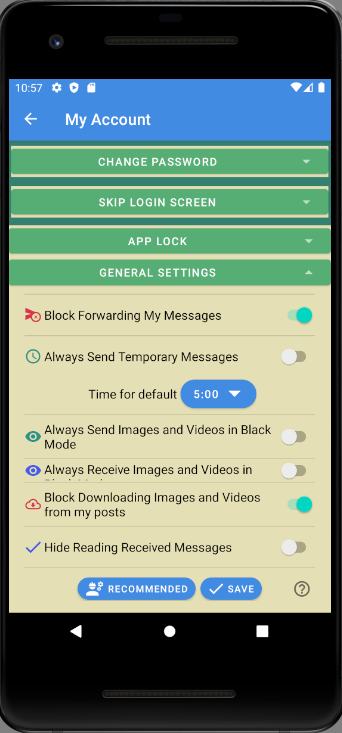 10:57
My Account
CHANGE PASSWORD
SKIP LOGIN SCREEN
APP LOCK
GENERAL SETTINGS
Block Forwarding My Messages
Always Send Temporary Messages
Time for default 5:00
Always Send Images and Videos in Black
Mode
Always Receive Images and Videos in
Block Downloading Images and Videos
from my posts
Hide Reading Received Messages
RECOMMENDED SAVE